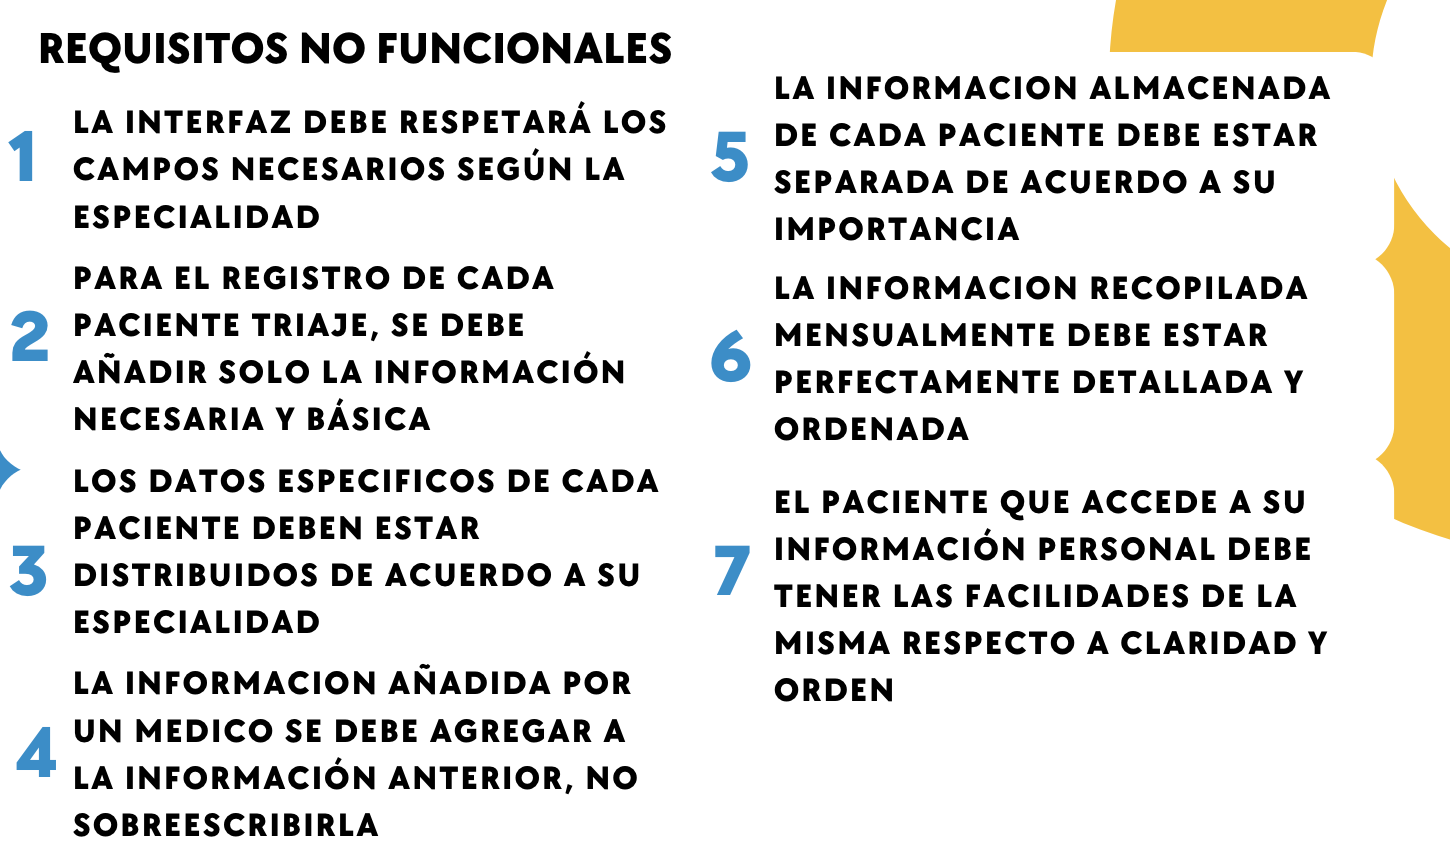 REQUISITOS NO FUNCIONALES
1
LA INTERFAZ DEBE RESPETARÁ LOS
CAMPOS NECESARIOS SEGÚN LA
ESPECIALIDAD
2
PARA EL REGISTRO DE CADA
PACIENTE TRIAJE, SE DEBE
AÑADIR SOLO LA INFORMACIÓN
NECESARIA Y BÁSICA
3
LOS DATOS ESPECIFICOS DE CADA
PACIENTE DEBEN ESTAR
DISTRIBUIDOS DE ACUERDO A SU
ESPECIALIDAD
4
LA INFORMACION AÑADIDA POR
UN MEDICO SE DEBE AGREGAR A
LA INFORMACIÓN ANTERIOR, NO
SOBREESCRIBIRLA
5
LA INFORMACION ALMACENADA
DE CADA PACIENTE DEBE ESTAR
SEPARADA DE ACUERDO A SU
IMPORTANCIA
6
LA INFORMACION RECOPILADA
MENSUALMENTE DEBE ESTAR
PERFECTAMENTE DETALLADA Y
ORDENADA
7
EL PACIENTE QUE ACCEDE A SU
INFORMACIÓN PERSONAL DEBE
TENER LAS FACILIDADES DE LA
MISMA RESPECTO A CLARIDAD Y
ORDEN